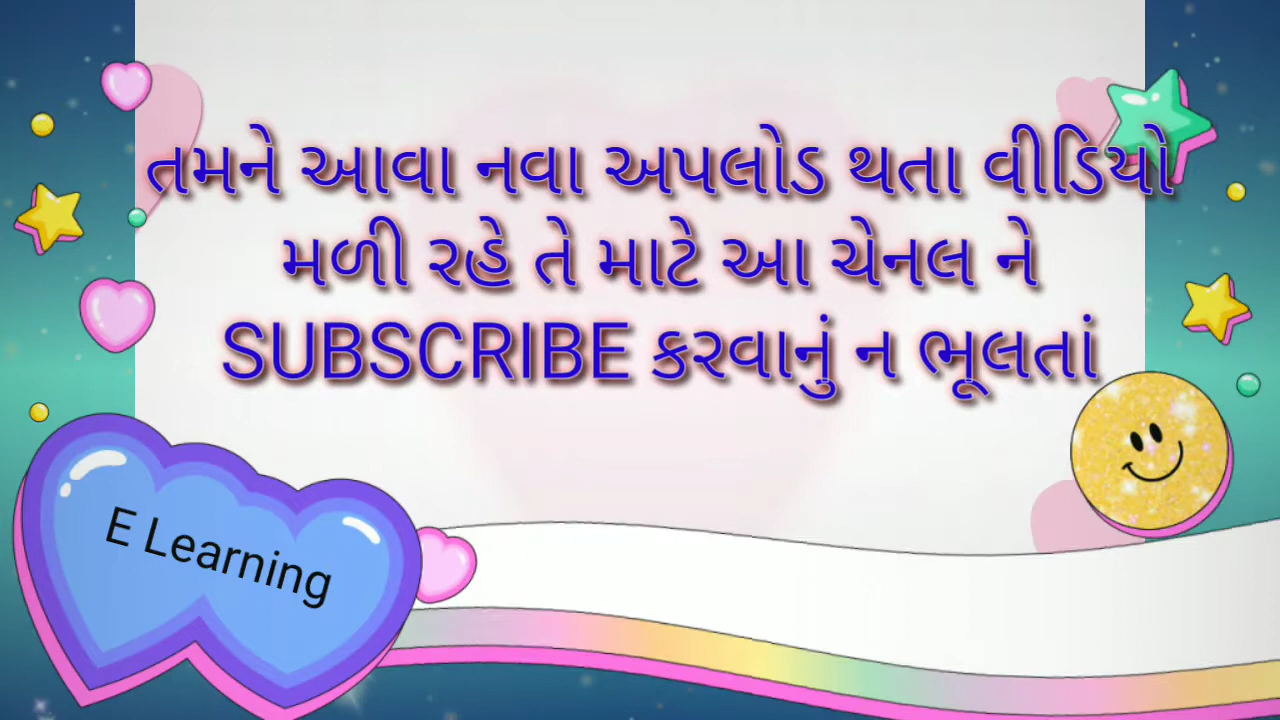 તમને આવા નવા અપલોડ થતા વીડિયો
મળી રહે તે માટે આ ચેનલ ને
SUBSCRIBE કરવાનું ન ભૂલતાં
E Learning